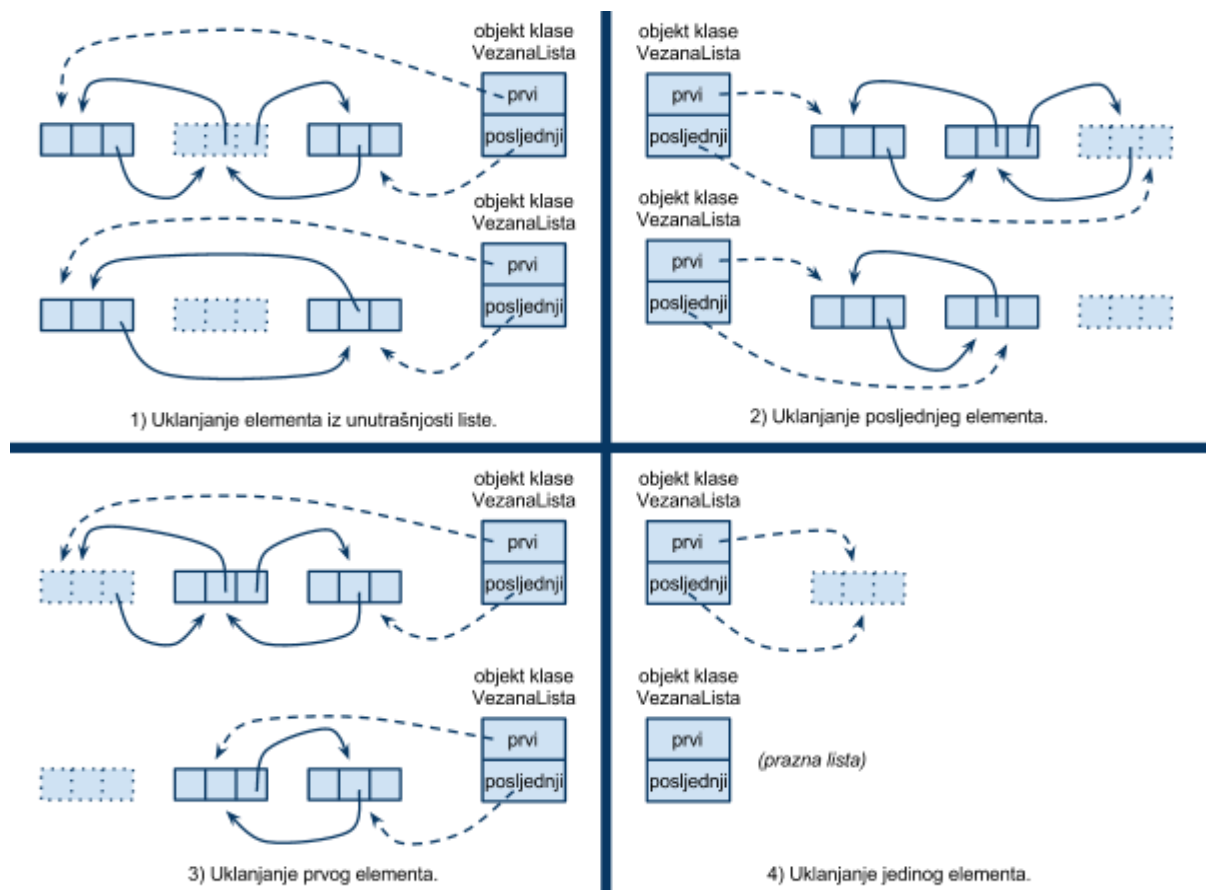 objekt klase
VezanaLista
prvi
posljednji
objekt klase
VezanaLista
prvi
posljednji
1) Uklanjanje elementa iz unutrašnjosti liste.
objekt klase
VezanaLista
prvi
posljednji
objekt klase
VezanaLista
prvi
posljednji
2) Uklanjanje posljednjeg elementa.
objekt klase
VezanaLista
prvi
posljednji
objekt klase
VezanaLista
prvi
posljednji
3) Uklanjanje prvog elementa.
objekt klase
VezanaLista
prvi
posljednji
objekt klase
VezanaLista
prvi
posljednji
(prazna lista)
4) Uklanjanje jedinog elementa.